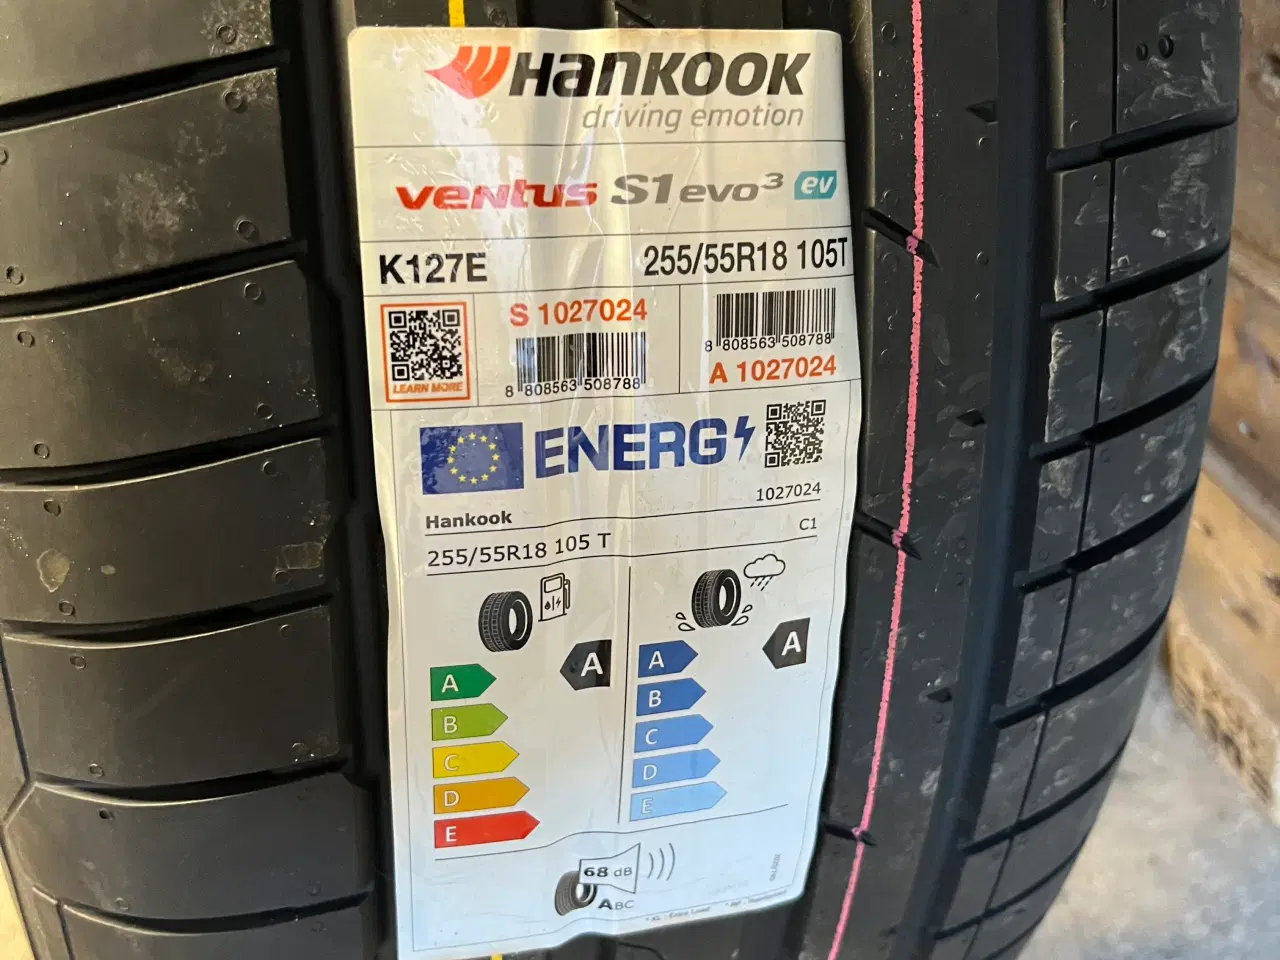 Hankook
driving emotion
ventus S1 evo³ ev
K127E
255/55R18 105T
LEARN MORE
S 1027024
8 808563 508788
8 808563 508788
A 1027024
ENERG
1027024
Hankook
255/55R18 105 T
C1
A
A
B
C
D
E
A
A
B
C
D
E
68 dB
ABC